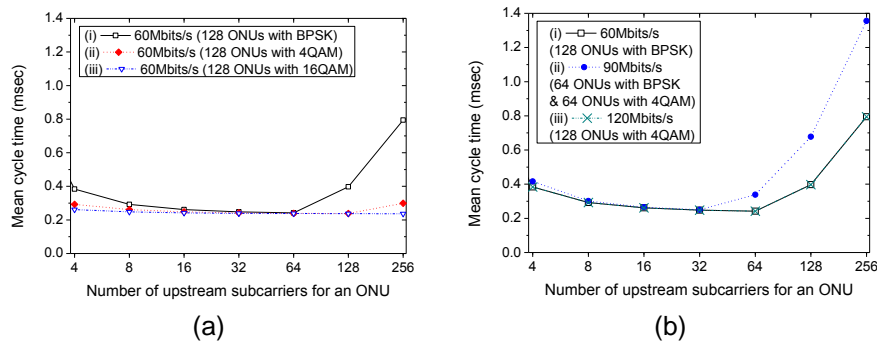 (i) 60Mbits/s (128 ONUs with BPSK)
(ii) 60Mbits/s (128 ONUs with 4QAM)
(iii) 60Mbits/s (128 ONUs with 16QAM)
Mean cycle time (msec)
1.4
1.2
1.0
0.8
0.6
0.4
0.2
0.0
4 8 16 32 64 128 256
Number of upstream subcarriers for an ONU
(a)
(i) 60Mbits/s
(128 ONUs with BPSK)
(ii) 90Mbits/s
(64 ONUs with BPSK
& 64 ONUs with 4QAM)
(iii) 120Mbits/s
(128 ONUs with 4QAM)
Mean cycle time (msec)
1.4
1.2
1.0
0.8
0.6
0.4
0.2
0.0
4 8 16 32 64 128 256
Number of upstream subcarriers for an ONU
(b)